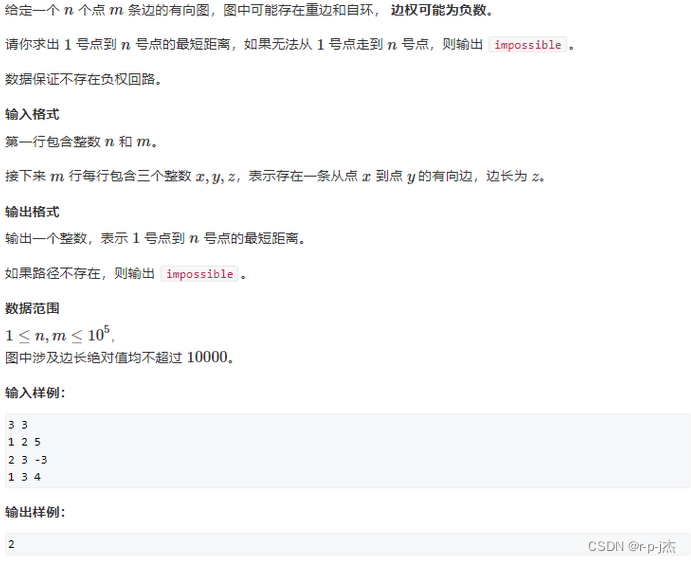 给定一个 n 个点 m 条边的有向图，图中可能存在重边和自环， 边权可能为负数。
请你求出 1 号点到 n 号点的最短距离，如果无法从 1 号点走到 n 号点，则输出 impossible 。
数据保证不存在负权回路。
输入格式
第一行包含整数 n 和 m。
接下来 m 行每行包含三个整数 x, y, z，表示存在一条从点 x 到点 y 的有向边，边长为 z。
输出格式
输出一个整数，表示 1 号点到 n 号点的最短距离。
如果路径不存在，则输出 impossible 。
数据范围
1 ≤ n, m ≤ 10⁵,
图中涉及边长绝对值均不超过 10000。
输入样例：
3 3
1 2 5
2 3 -3
1 3 4
输出样例：
2
CSDN @r-p-j杰